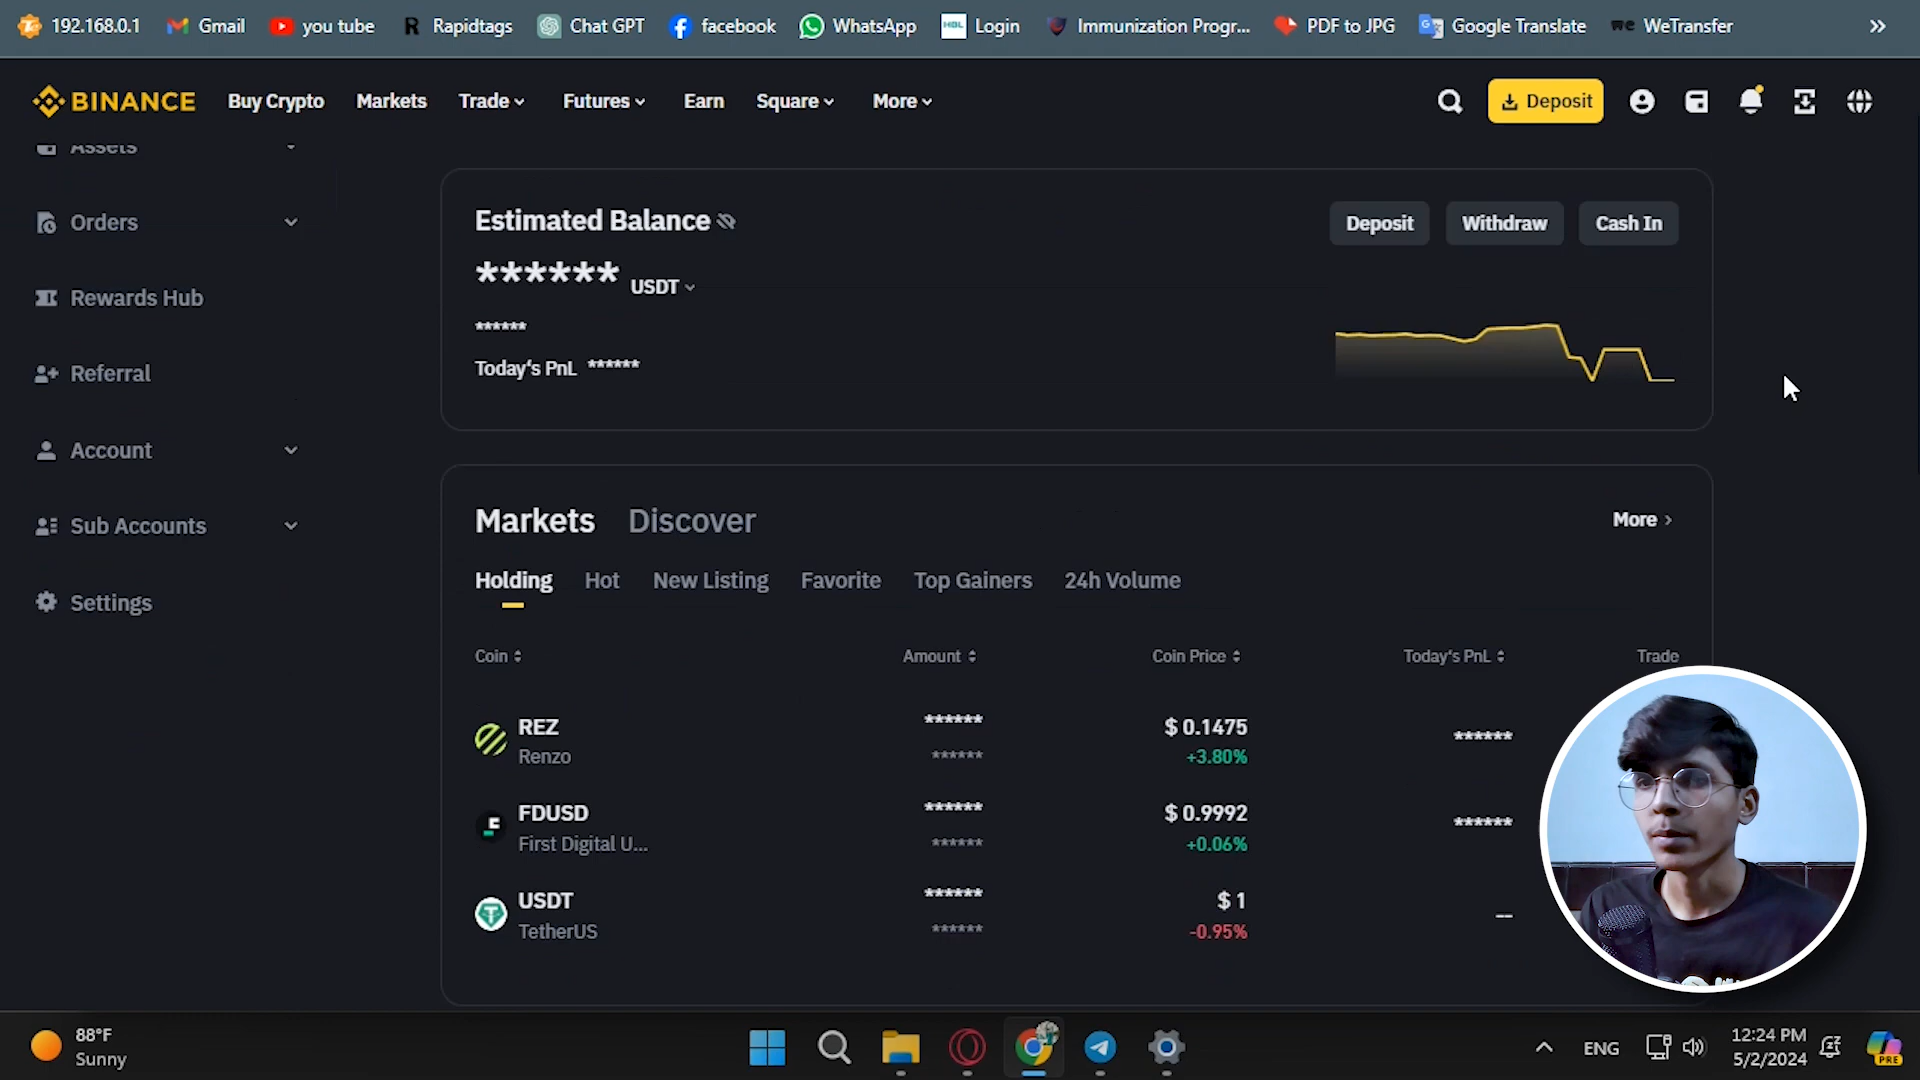 192.168.0.1 Gmail you tube Rapidtags Chat GPT facebook WhatsApp HBL Login Immunization Progr... PDF to JPG Google Translate we WeTransfer
BINANCE Buy Crypto Markets Trade Futures Earn Square More Deposit
Assets
Orders
Rewards Hub
Referral
Account
Sub Accounts
Settings
Estimated Balance
Deposit Withdraw Cash In
****** USDT
******
Today's PnL ******
Markets Discover
More
Holding Hot New Listing Favorite Top Gainers 24h Volume
Coin Amount Coin Price Today's PnL Trade
REZ ****** $ 0.1475 ******
Renzo ****** +3.80%
FDUSD ****** $ 0.9992 ******
First Digital U... ****** +0.06%
USDT ****** $ 1 --
TetherUS ****** -0.95%
88°F
Sunny
ENG
12:24 PM
5/2/2024
PRE